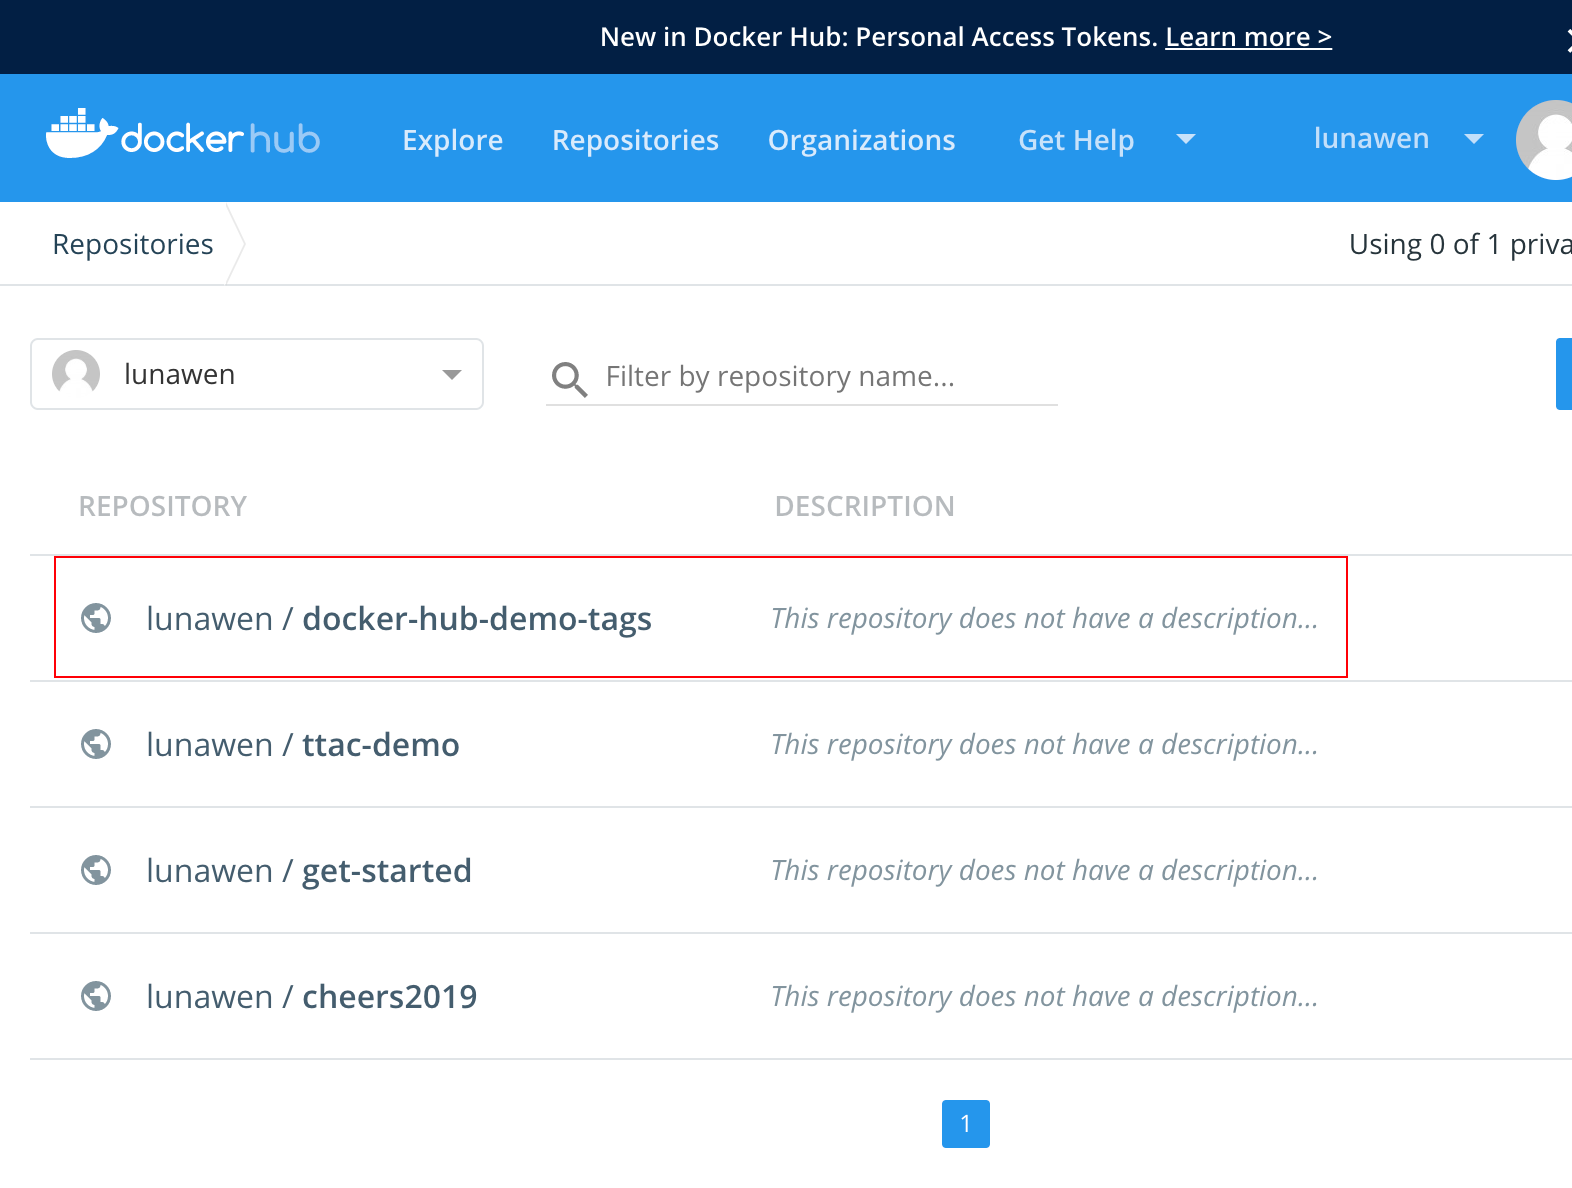 New in Docker Hub: Personal Access Tokens. Learn more >
docker hub Explore Repositories Organizations Get Help lunawen
Repositories Using 0 of 1 priva
lunawen Filter by repository name...
REPOSITORY DESCRIPTION
lunawen / docker-hub-demo-tags This repository does not have a description...
lunawen / ttac-demo This repository does not have a description...
lunawen / get-started This repository does not have a description...
lunawen / cheers2019 This repository does not have a description...
1